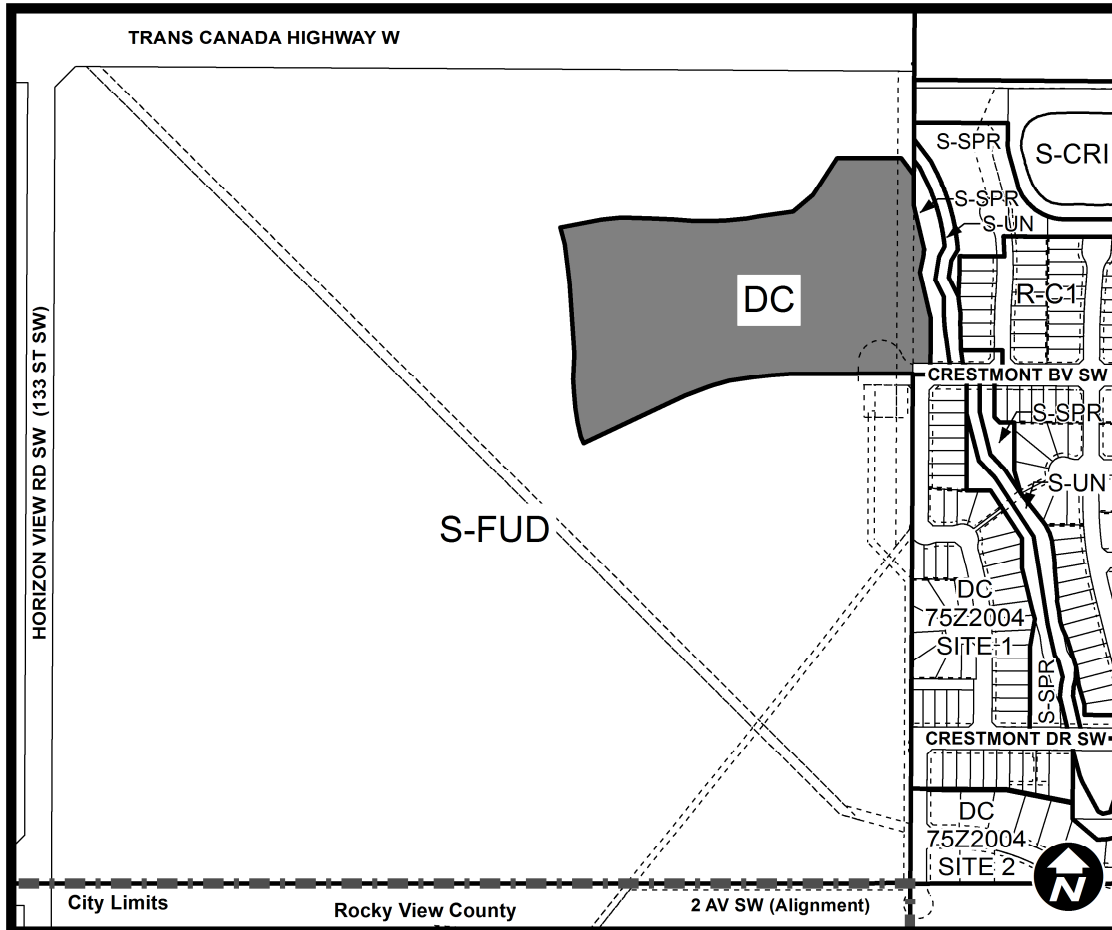 TRANS CANADA HIGHWAY W
S-SPR
S-CRI
S-SPR
S-UN
DC
R-C1
HORIZON VIEW RD SW (133 ST SW)
CRESTMONT BV SW
S-SPR
S-UN
S-FUD
DC
75Z2004
SITE 1
S-SPR
CRESTMONT DR SW
DC
75Z2004
SITE 2
N
City Limits
Rocky View County
2 AV SW (Alignment)